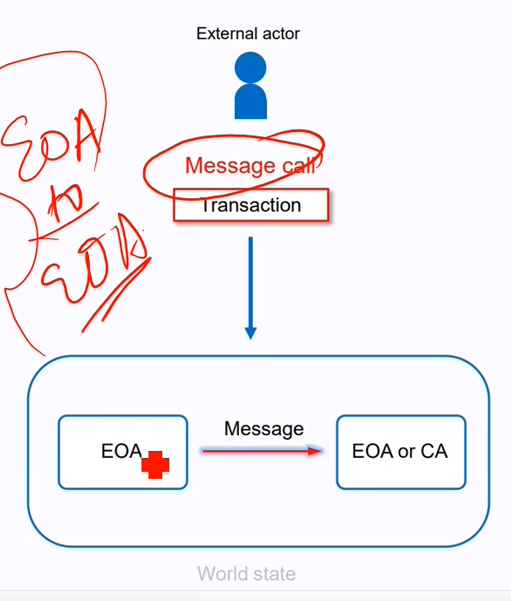 External actor
EOA
to
EOA
Message call
Transaction
EOA
Message
EOA or CA
World state